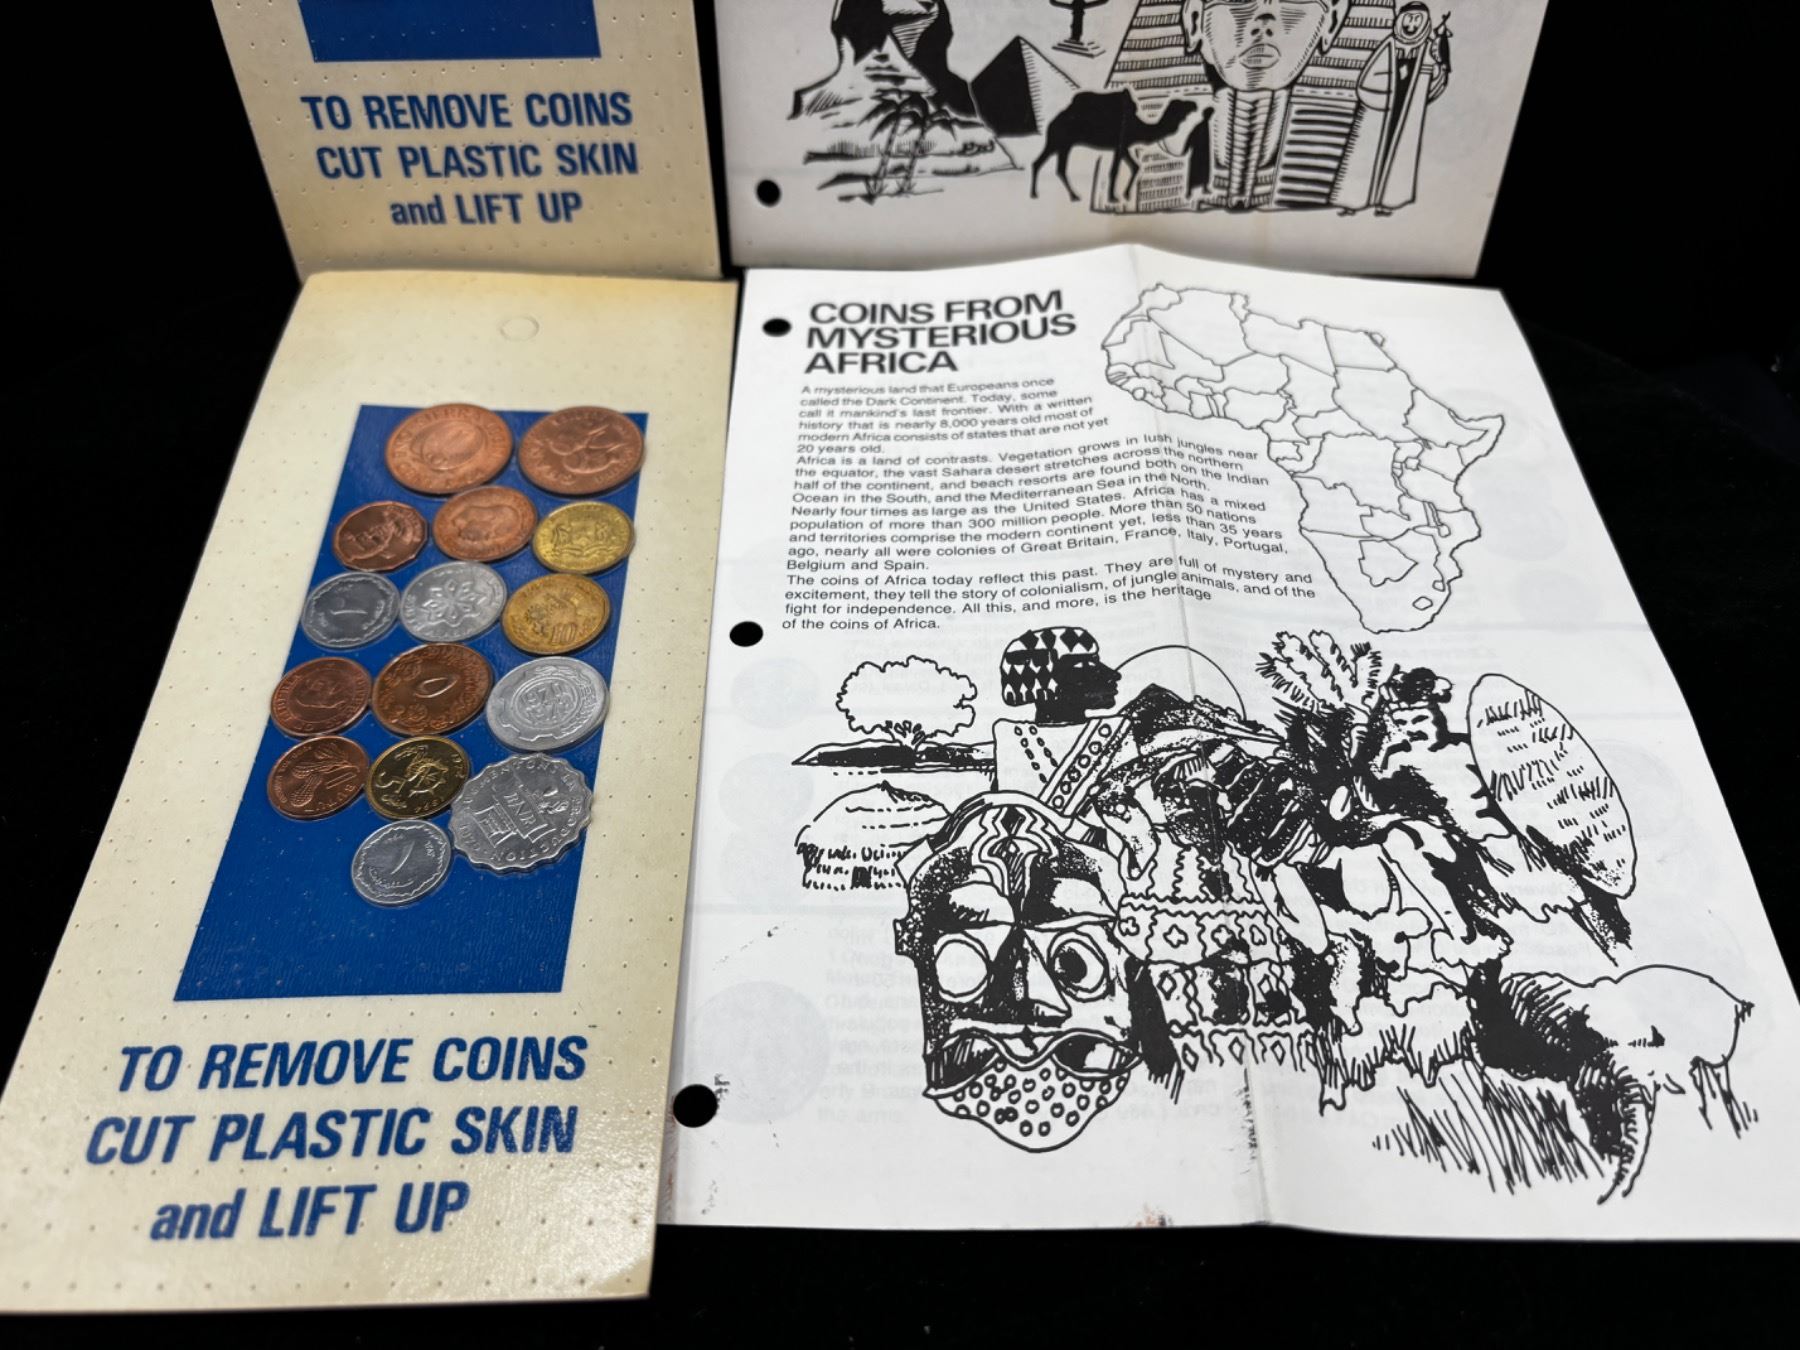 TO REMOVE COINS
CUT PLASTIC SKIN
and LIFT UP
COINS FROM
MYSTERIOUS
AFRICA
A mysterious land that Europeans once
called the Dark Continent. Today, some
call it mankind's last frontier. With a written
history that is nearly 8,000 years old most of
modern Africa consists of states that are not yet
20 years old.
Africa is a land of contrasts. Vegetation grows in lush jungles near
the equator, the vast Sahara desert stretches across the northern
half of the continent, and beach resorts are found both on the Indian
Ocean in the South, and the Mediterranean Sea in the North.
Nearly four times as large as the United States. Africa has a mixed
population of more than 300 million people. More than 50 nations
and territories comprise the modern continent yet, less than 35 years
ago, nearly all were colonies of Great Britain, France, Italy, Portugal,
Belgium and Spain.
The coins of Africa today reflect this past. They are full of mystery and
excitement, they tell the story of colonialism, of jungle animals, and of the
fight for independence. All this, and more, is the heritage
of the coins of Africa.
10
BUTUT
TO REMOVE COINS
CUT PLASTIC SKIN
and LIFT UP